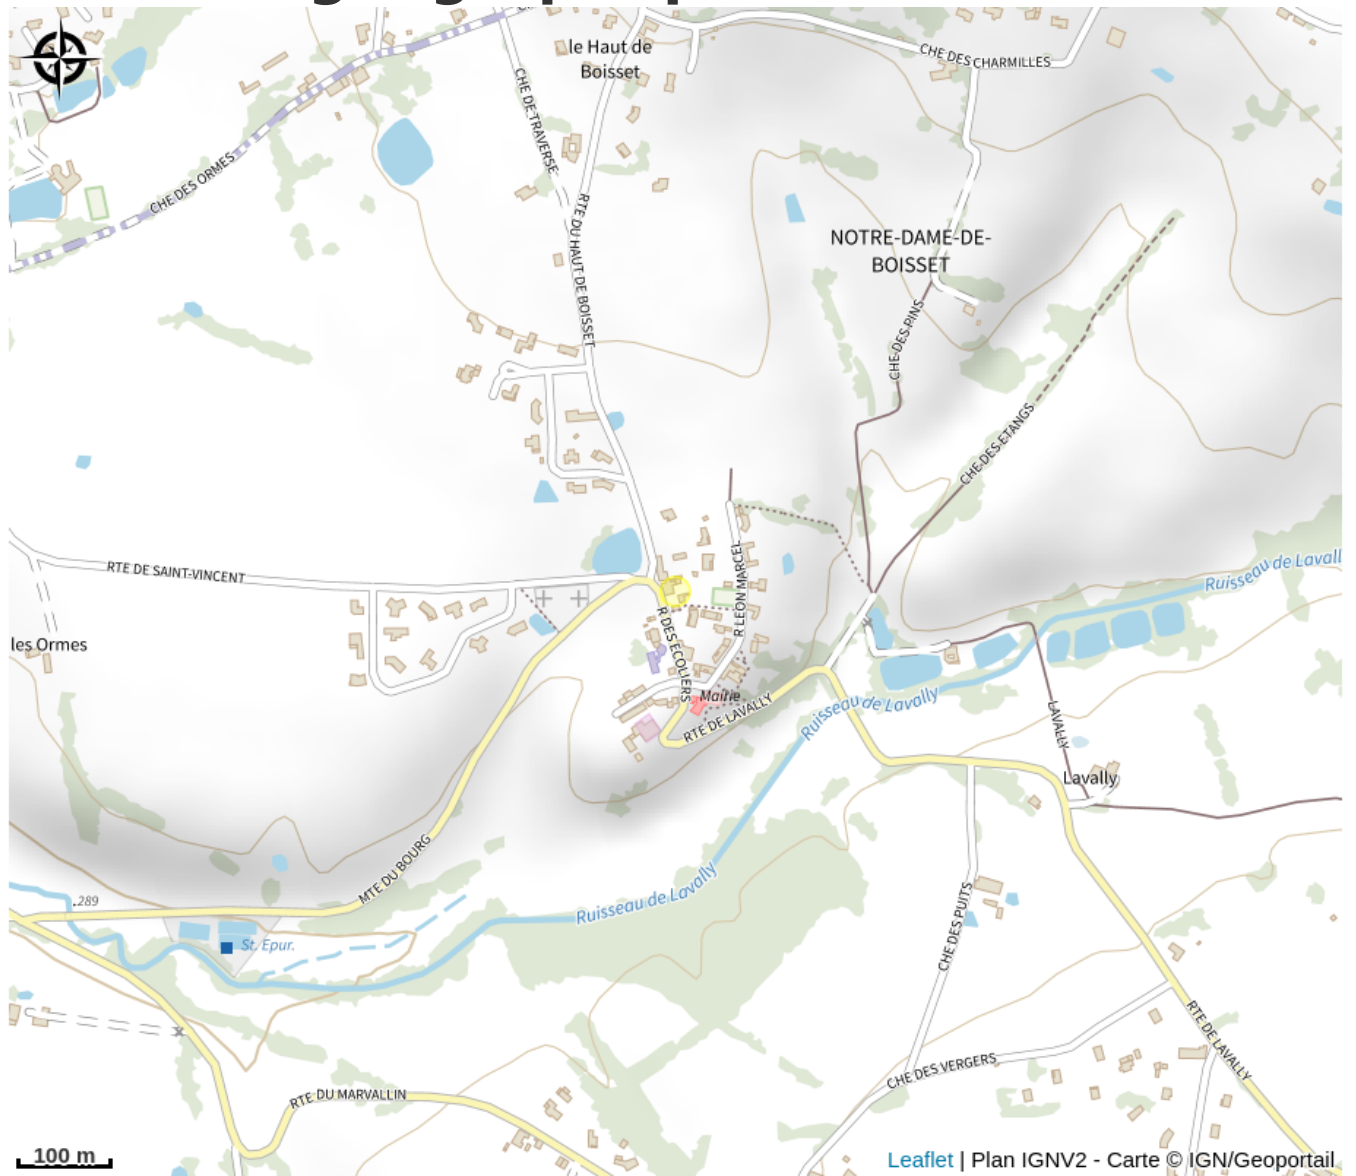 le Haut de
Boisset
CHE DES CHARMILLES
CHE DE TRAVERSE
CHE DES ORMES
RTE DU HAUT DE BOISSET
NOTRE-DAME-DE-
BOISSET
CHE DES PINS
CHE DES ETANGS
R LEON MARCEL
Ruisseau de Lavall
RTE DE SAINT-VINCENT
R DES ECOLIERS
les Ormes
Mairie
RTE DE LAVALLY
Ruisseau de Lavally
LAVALLY
Lavally
MTE DU BOURG
Ruisseau de Lavally
.289
St. Epur.
CHE DES PUITS
RTE DE LAVALLY
CHE DES VERGERS
RTE DU MARVALLIN
100 m
Leaflet | Plan IGNV2 - Carte © IGN/Geoportail